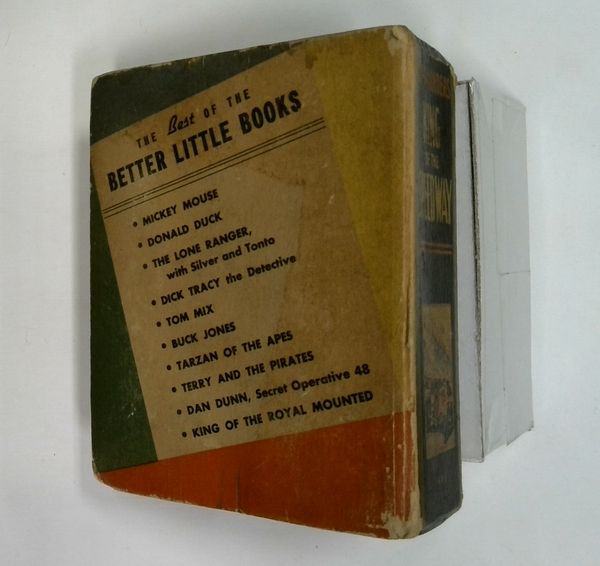 THE Best OF THE
BETTER LITTLE BOOKS
• MICKEY MOUSE
• DONALD DUCK
• THE LONE RANGER,
with Silver and Tonto
• DICK TRACY the Detective
• TOM MIX
• BUCK JONES
• TARZAN OF THE APES
• TERRY AND THE PIRATES
• DAN DUNN, Secret Operative 48
• KING OF THE ROYAL MOUNTED
OF THE